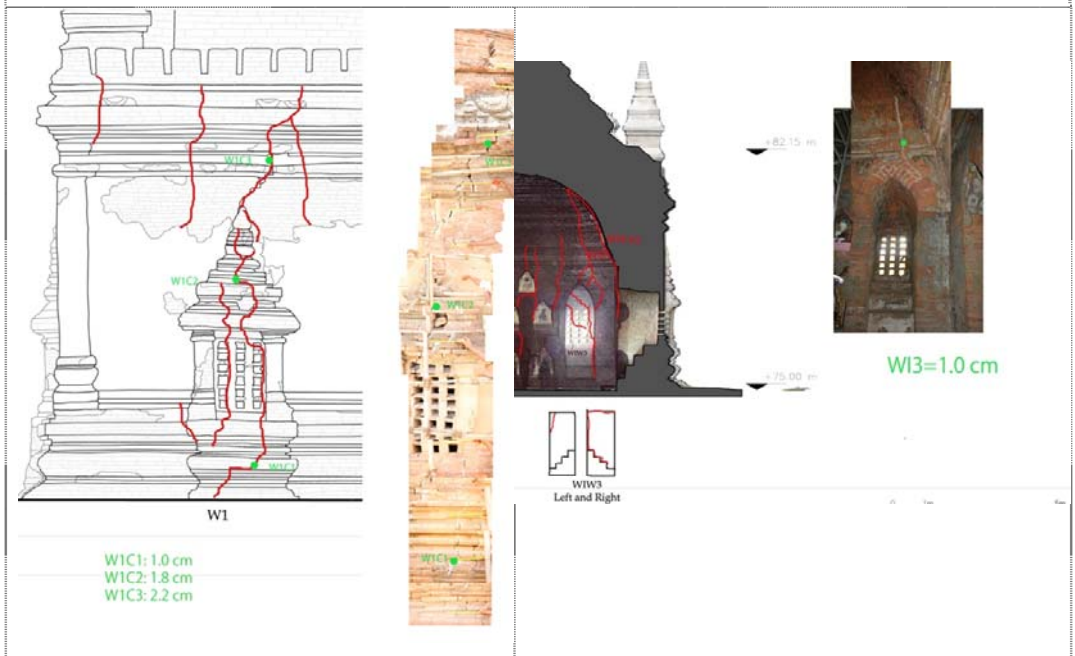 W1C3
W1C2
W1C1
W1
W1C1: 1.0 cm
W1C2: 1.8 cm
W1C3: 2.2 cm
W1C2
W1C1
+82.15 m
+75.00 m
WIW3
WIW3
Left and Right
WI3=1.0 cm